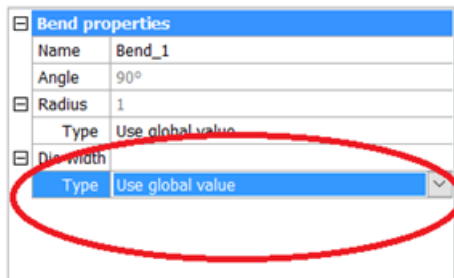 Bend properties
Name Bend_1
Angle 90°
Radius 1
Type Use global value
Die width
Type Use global value